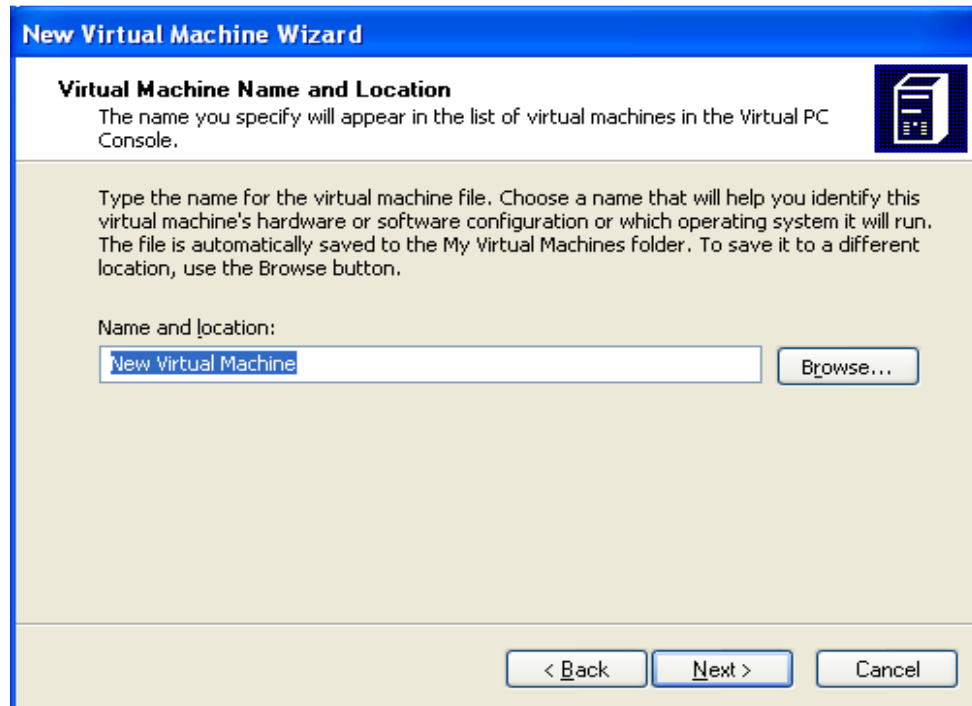 New Virtual Machine Wizard
Virtual Machine Name and Location
The name you specify will appear in the list of virtual machines in the Virtual PC
Console.
Type the name for the virtual machine file. Choose a name that will help you identify this
virtual machine's hardware or software configuration or which operating system it will run.
The file is automatically saved to the My Virtual Machines folder. To save it to a different
location, use the Browse button.
Name and location:
New Virtual Machine
Browse...
< Back
Next >
Cancel